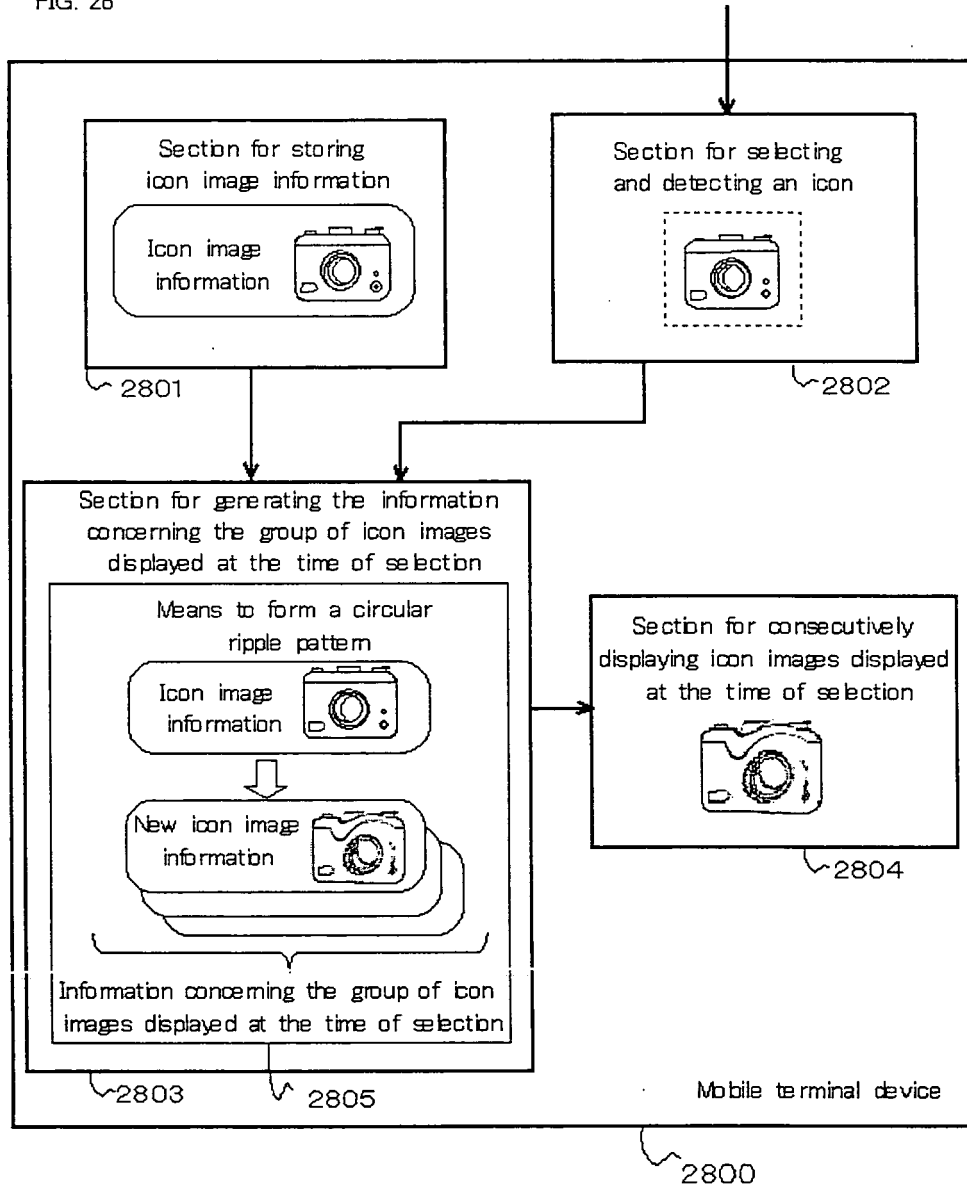 FIG. 28
Section for storing
icon image information
Icon image
information
2801
Section for selecting
and detecting an icon
2802
Section for generating the information
concerning the group of icon images
displayed at the time of selection
Means to form a circular
ripple pattern
Icon image
information
New icon image
information
Information concerning the group of icon
images displayed at the time of selection
2803
2805
Section for consecutively
displaying icon images displayed
at the time of selection
2804
Mobile terminal device
2800